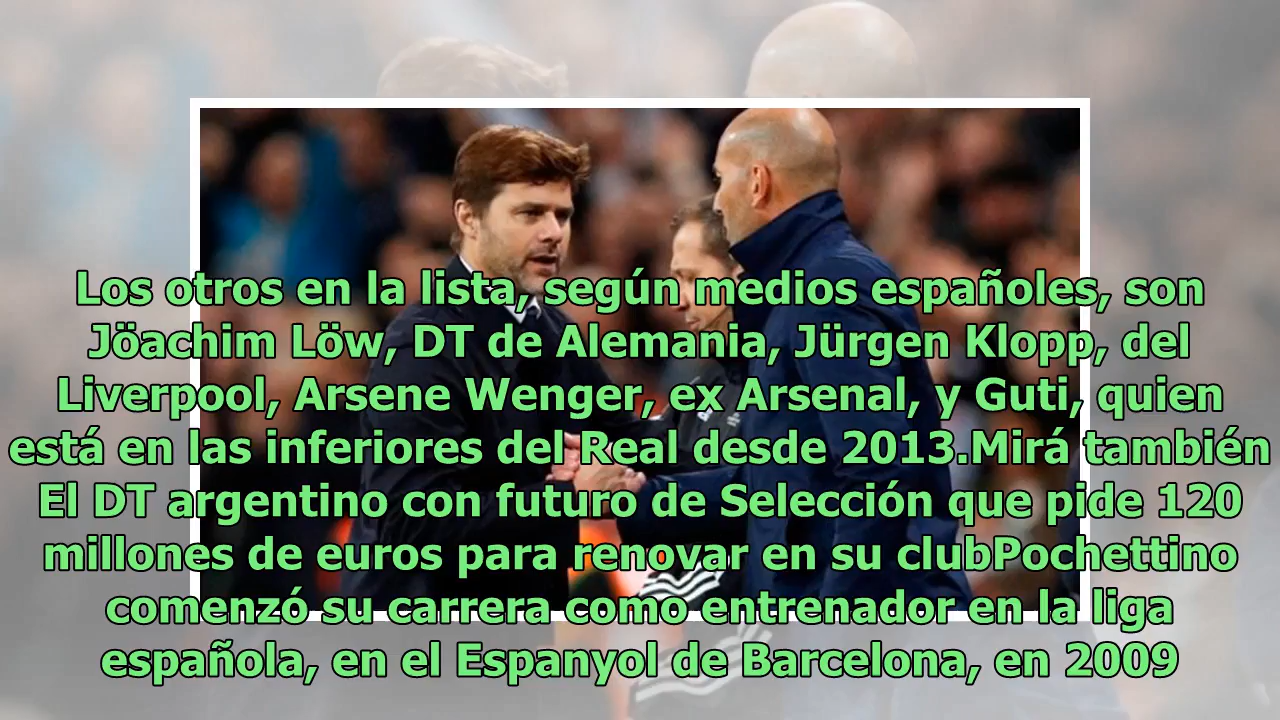 Los otros en la lista, según medios españoles, son
Jöachim Löw, DT de Alemania, Jürgen Klopp, del
Liverpool, Arsene Wenger, ex Arsenal, y Guti, quien
está en las inferiores del Real desde 2013.Mirá también
El DT argentino con futuro de Selección que pide 120
millones de euros para renovar en su clubPochettino
comenzó su carrera como entrenador en la liga
española, en el Espanyol de Barcelona, en 2009